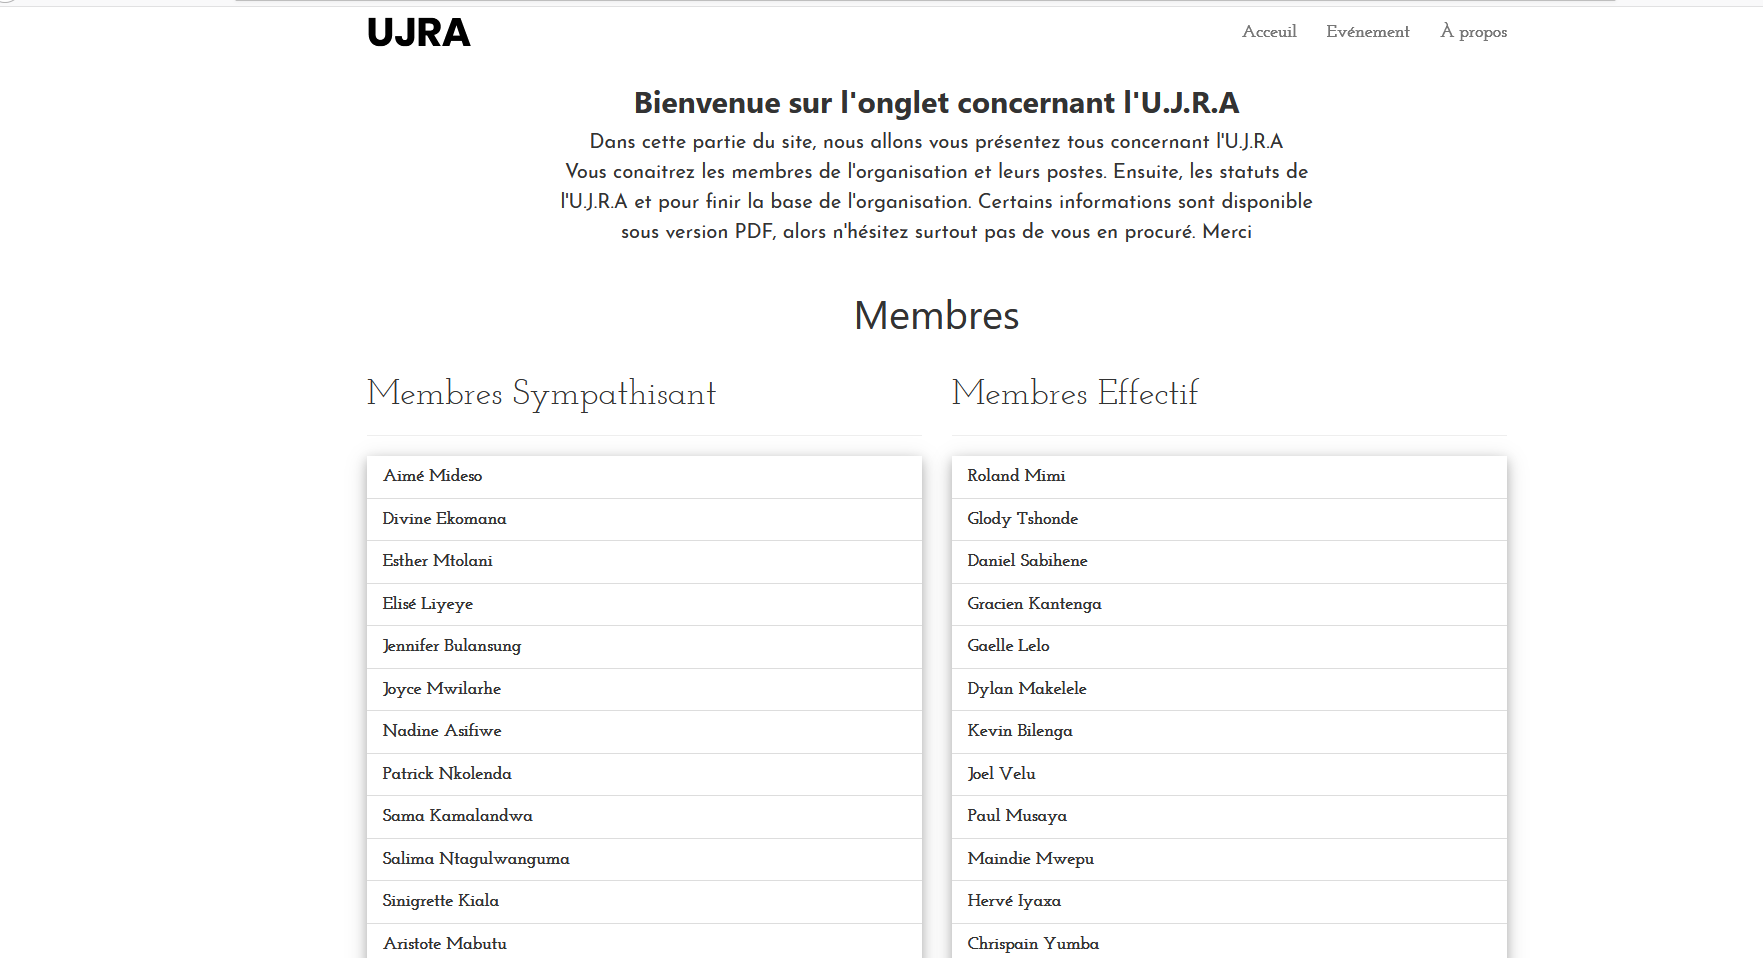 UJRA
Acceuil Evénement À propos
Bienvenue sur l'onglet concernant l'U.J.R.A
Dans cette partie du site, nous allons vous présentez tous concernant l'U.J.R.A
Vous conaitrez les membres de l'organisation et leurs postes. Ensuite, les statuts de
l'U.J.R.A et pour finir la base de l'organisation. Certains informations sont disponible
sous version PDF, alors n'hésitez surtout pas de vous en procuré. Merci
Membres
Membres Sympathisant
Aimé Mideso
Divine Ekomana
Esther Mtolani
Elisé Liyeye
Jennifer Bulansung
Joyce Mwilarhe
Nadine Asifiwe
Patrick Nkolenda
Sama Kamalandwa
Salima Ntagulwanguma
Sinigrette Kiala
Aristote Mabutu
Membres Effectif
Roland Mimi
Glody Tshonde
Daniel Sabihene
Gracien Kantenga
Gaelle Lelo
Dylan Makelele
Kevin Bilenga
Joel Velu
Paul Musaya
Maindie Mwepu
Hervé Iyaxa
Chrispain Yumba